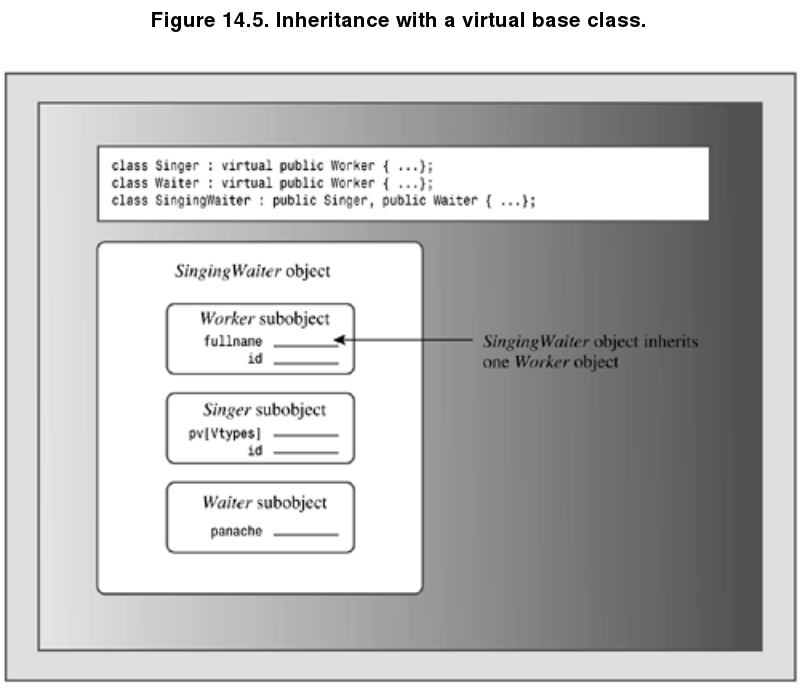 Figure 14.5. Inheritance with a virtual base class.
class Singer : virtual public Worker { ...};
class Waiter : virtual public Worker { ...};
class SingingWaiter : public Singer, public Waiter { ...};
SingingWaiter object
Worker subobject
fullname
id
SingingWaiter object inherits
one Worker object
Singer subobject
pv[Vtypes]
id
Waiter subobject
panache